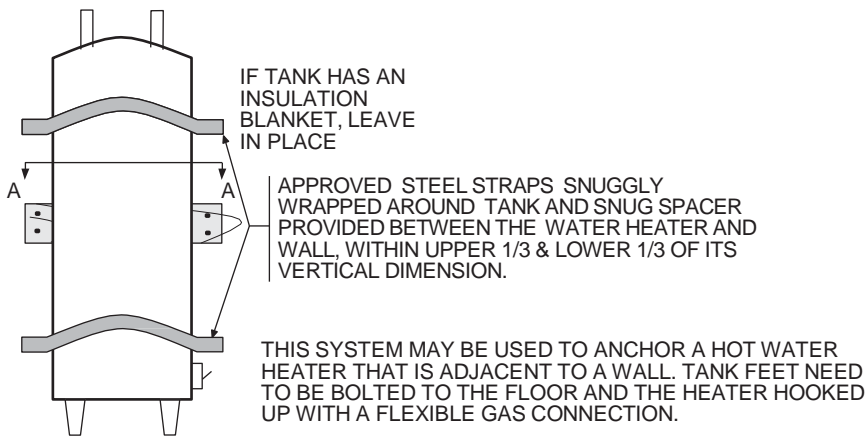 IF TANK HAS AN
INSULATION
BLANKET, LEAVE
IN PLACE
A
A
APPROVED STEEL STRAPS SNUGGLY
WRAPPED AROUND TANK AND SNUG SPACER
PROVIDED BETWEEN THE WATER HEATER AND
WALL, WITHIN UPPER 1/3 & LOWER 1/3 OF ITS
VERTICAL DIMENSION.
THIS SYSTEM MAY BE USED TO ANCHOR A HOT WATER
HEATER THAT IS ADJACENT TO A WALL. TANK FEET NEED
TO BE BOLTED TO THE FLOOR AND THE HEATER HOOKED
UP WITH A FLEXIBLE GAS CONNECTION.